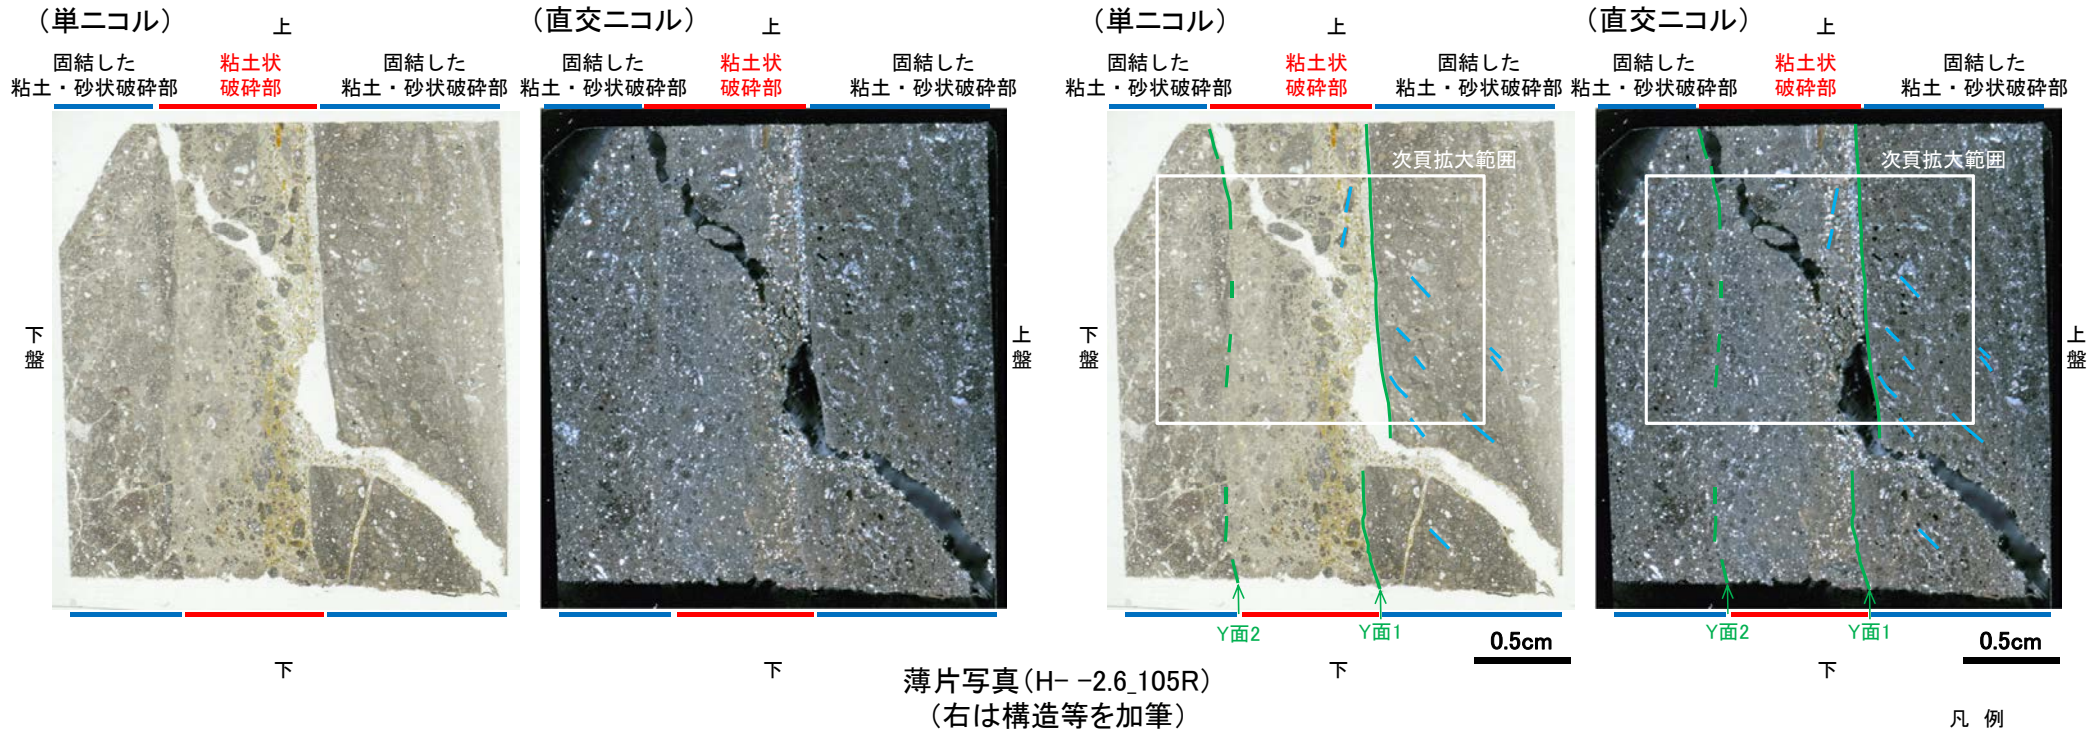 （単ニコル）
上
固結した
粘土・砂状破砕部
粘土状
破砕部
固結した
粘土・砂状破砕部
下
盤
下
（直交ニコル）
上
固結した
粘土・砂状破砕部
粘土状
破砕部
固結した
粘土・砂状破砕部
上
盤
下
（単ニコル）
上
固結した
粘土・砂状破砕部
粘土状
破砕部
固結した
粘土・砂状破砕部
次頁拡大範囲
下
盤
Y面2
Y面1
0.5cm
下
（直交ニコル）
上
固結した
粘土・砂状破砕部
粘土状
破砕部
固結した
粘土・砂状破砕部
次頁拡大範囲
上
盤
Y面2
Y面1
0.5cm
下
薄片写真（H- -2.6_105R）
（右は構造等を加筆）
凡 例